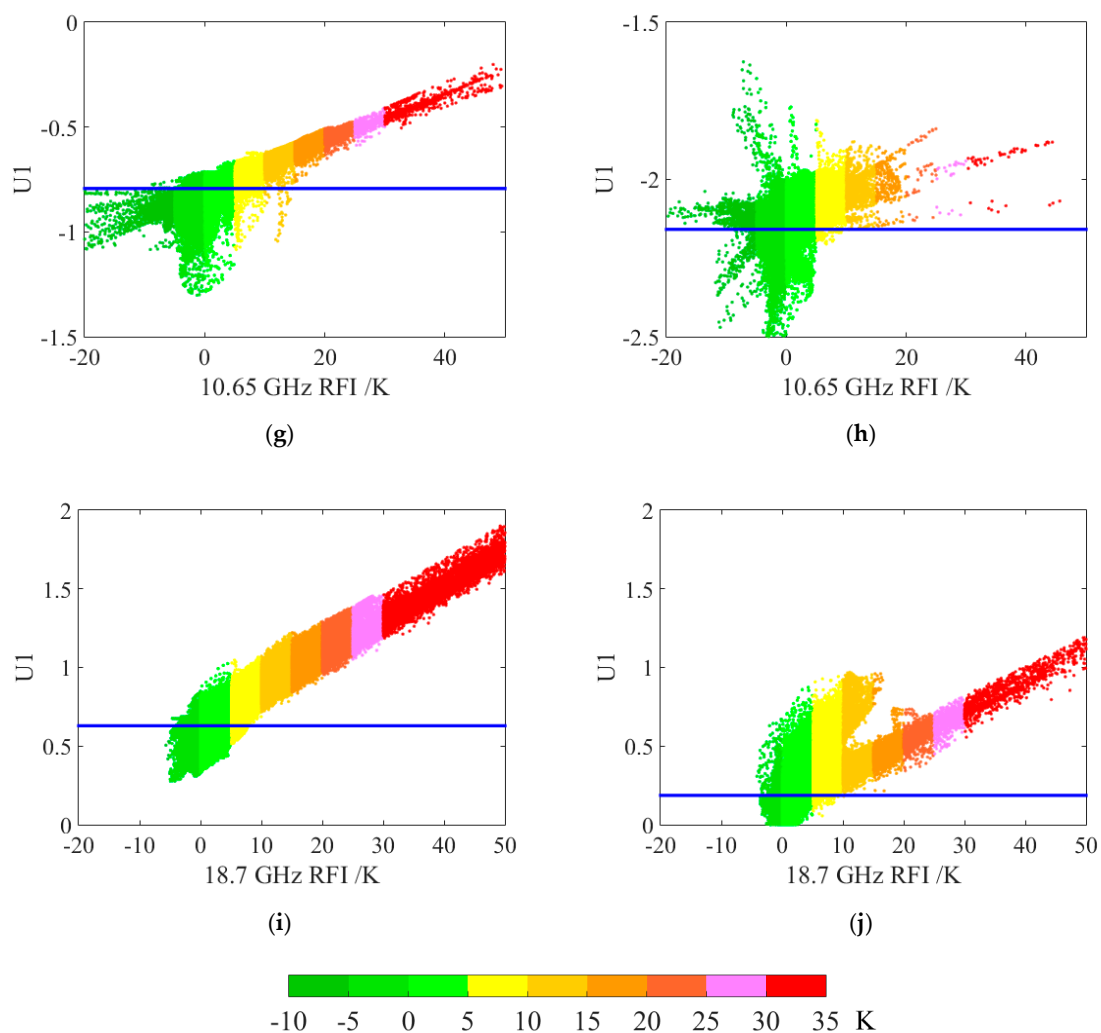 0
-0.5
-1
-1.5
U1
-20 0 20 40
10.65 GHz RFI /K
(g)
-1.5
-2
-2.5
U1
-20 0 20 40
10.65 GHz RFI /K
(h)
2
1.5
1
0.5
0
U1
-20 -10 0 10 20 30 40 50
18.7 GHz RFI /K
(i)
2
1.5
1
0.5
0
U1
-20 -10 0 10 20 30 40 50
18.7 GHz RFI /K
(j)
-10 -5 0 5 10 15 20 25 30 35 K